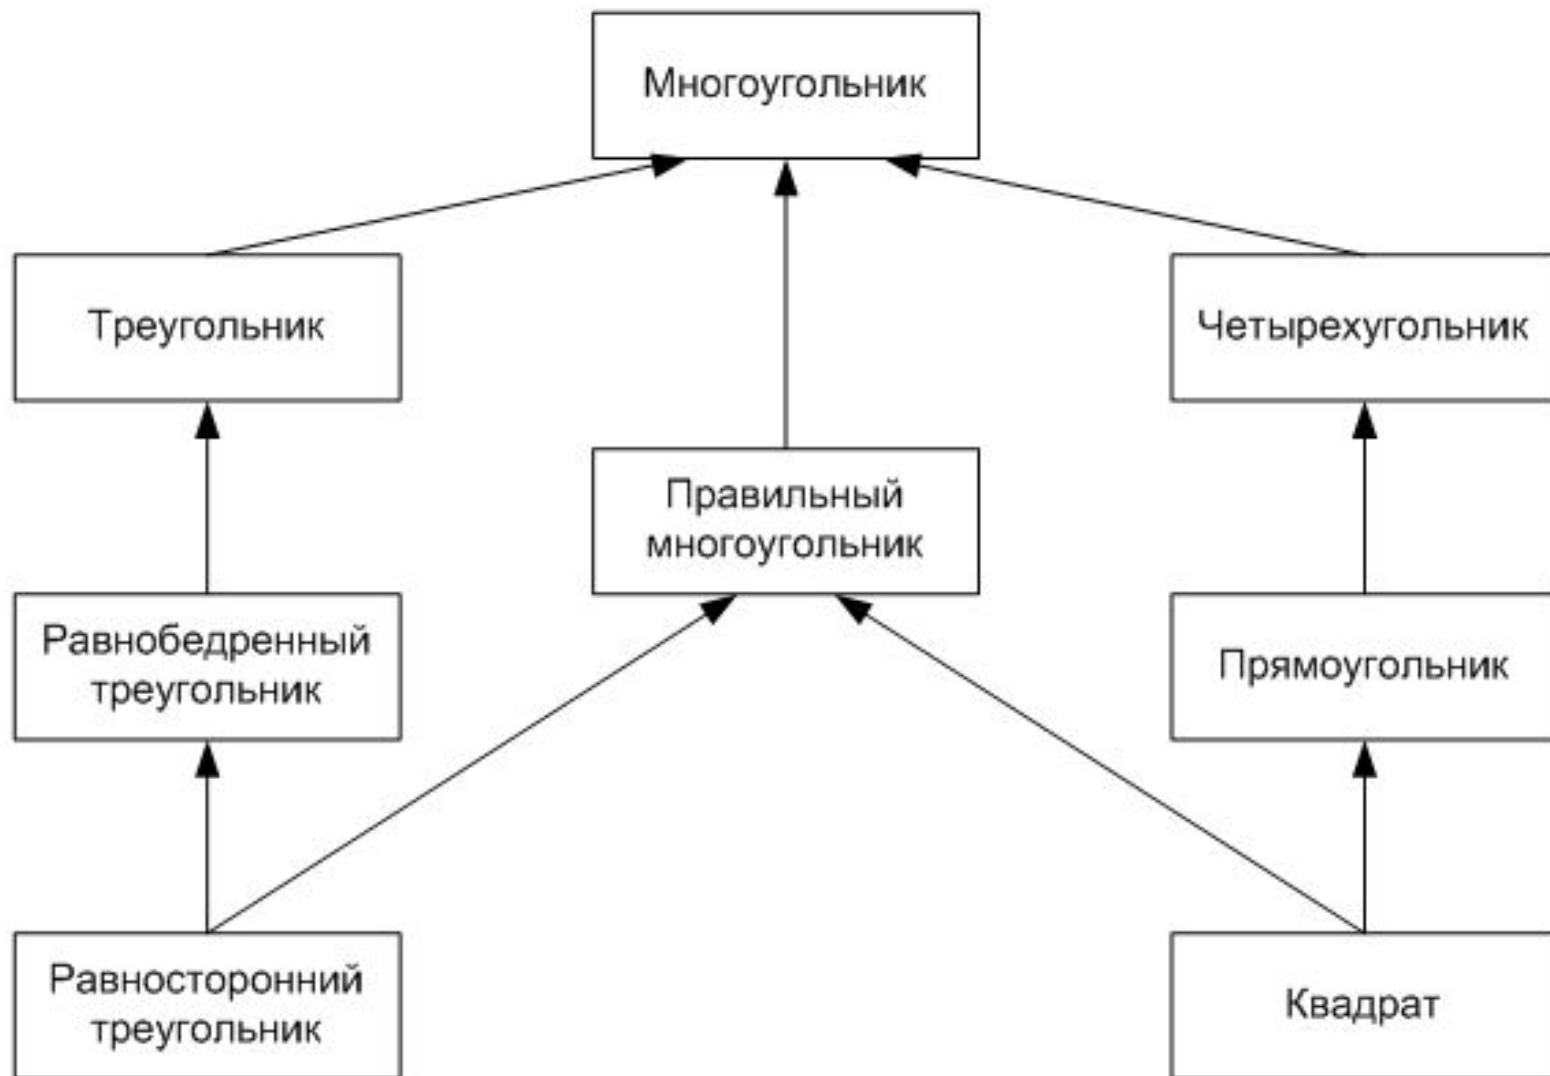 Многоугольник
Треугольник
Четырехугольник
Правильный
многоугольник
Равнобедренный
треугольник
Прямоугольник
Равносторонний
треугольник
Квадрат